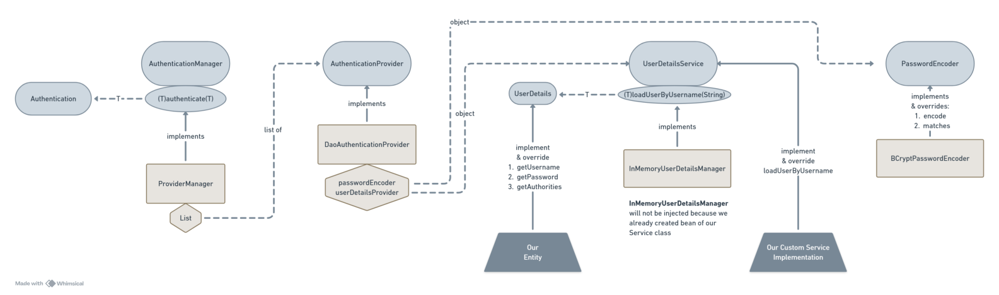 object
AuthenticationManager
AuthenticationProvider
UserDetailsService
PasswordEncoder
Authentication
T
(T)authenticate(T)
UserDetails
T
(T)loadUserByUsername(String)
implements
implements
& overrides:
1. encode
2. matches
implements
list of
implements
object
implements
DaoAuthenticationProvider
implement
& override
1. getUsername
2. getPassword
3. getAuthorities
InMemoryUserDetailsManager
implement
& override
loadUserByUsername
BCryptPasswordEncoder
ProviderManager
passwordEncoder
userDetailsProvider
List
InMemoryUserDetailsManager
will not be injected because we
already created bean of our
Service class
Our
Entity
Our Custom Service
Implementation
Made with Whimsical